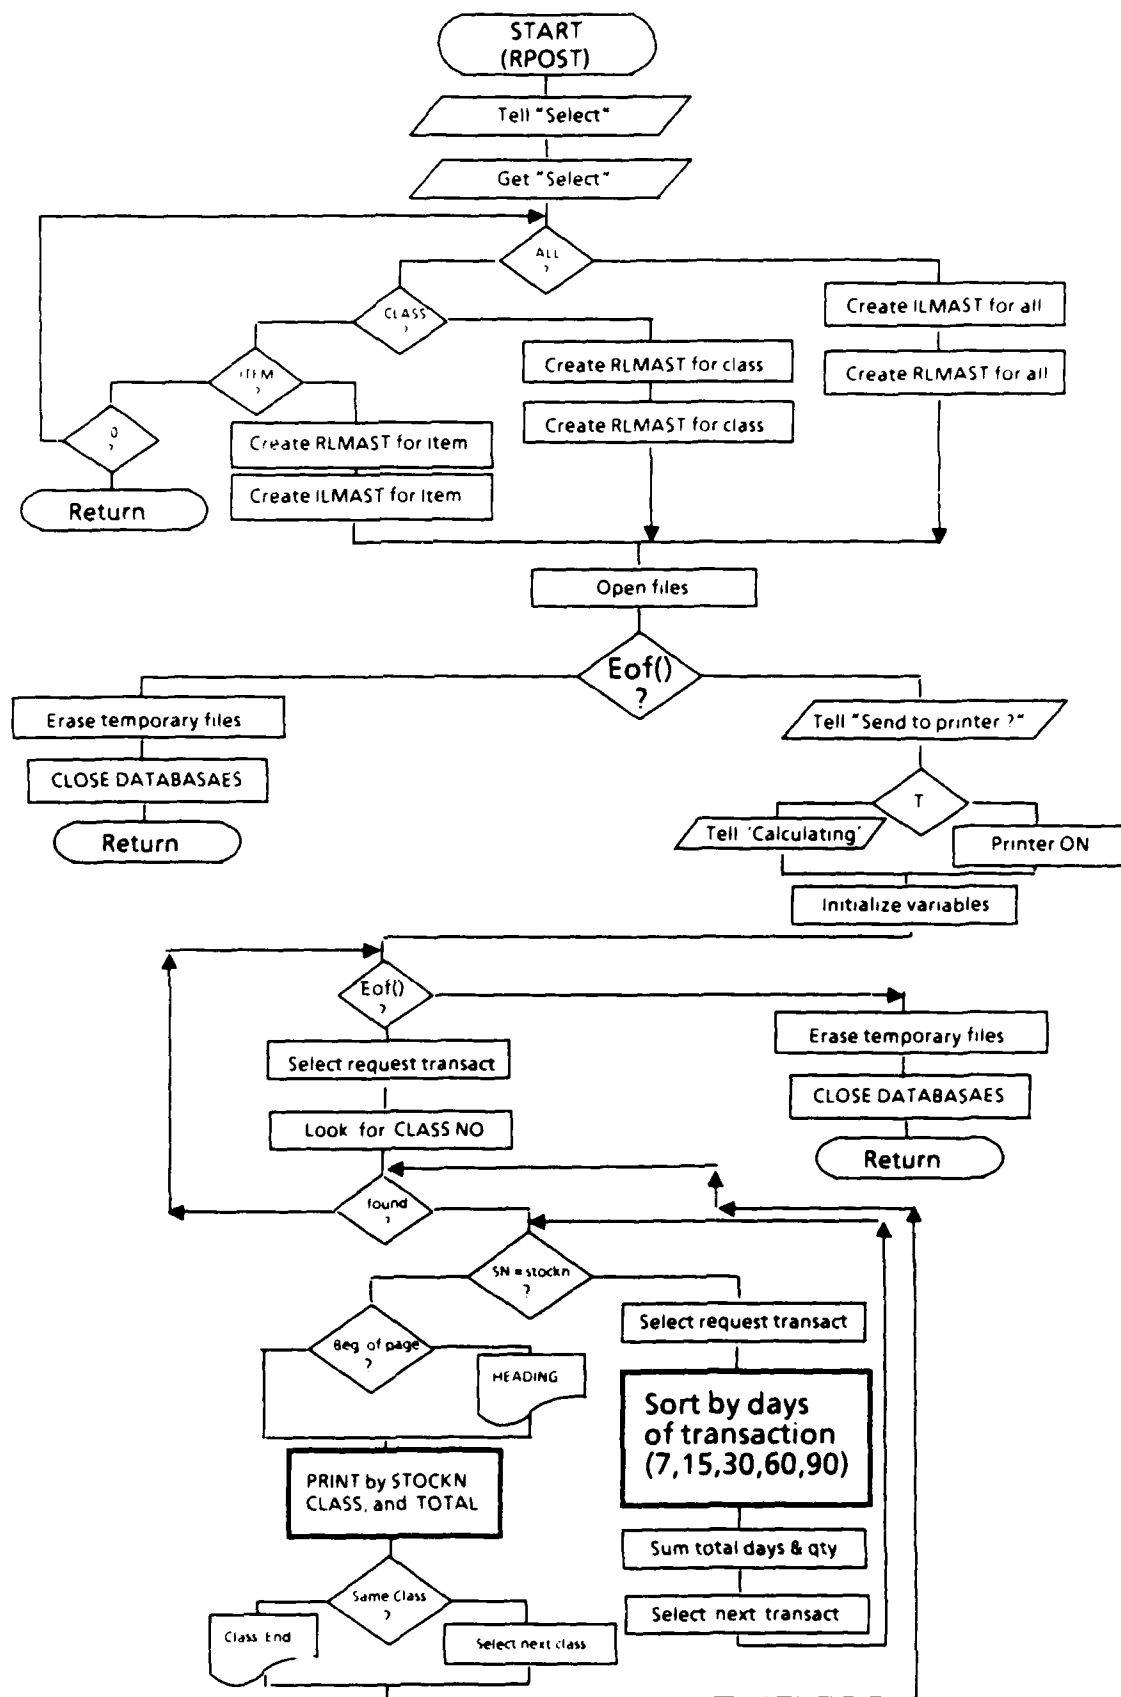 START
(RPOST)
Tell "Select"
Get "Select"
ALL
?
CLASS
?
Create ILMAST for all
ITEM
?
Create RLMAST for class
Create RLMAST for all
0
?
Create RLMAST for Item
Create RLMAST for class
Return
Create ILMAST for Item
Open files
Eof()
?
Erase temporary files
Tell "Send to printer ?"
CLOSE DATABASAES
T
Return
Tell 'Calculating'
Printer ON
Initialize variables
Eof()
?
Select request transact
Erase temporary files
CLOSE DATABASAES
Look for CLASS NO
Return
found
?
SN = stockn
?
Select request transact
Beg. of page
?
HEADING
Sort by days
of transaction
(7,15,30,60,90)
PRINT by STOCKN
CLASS, and TOTAL
Sum total days & qty
Same Class
?
Select next transact
Class End
Select next class